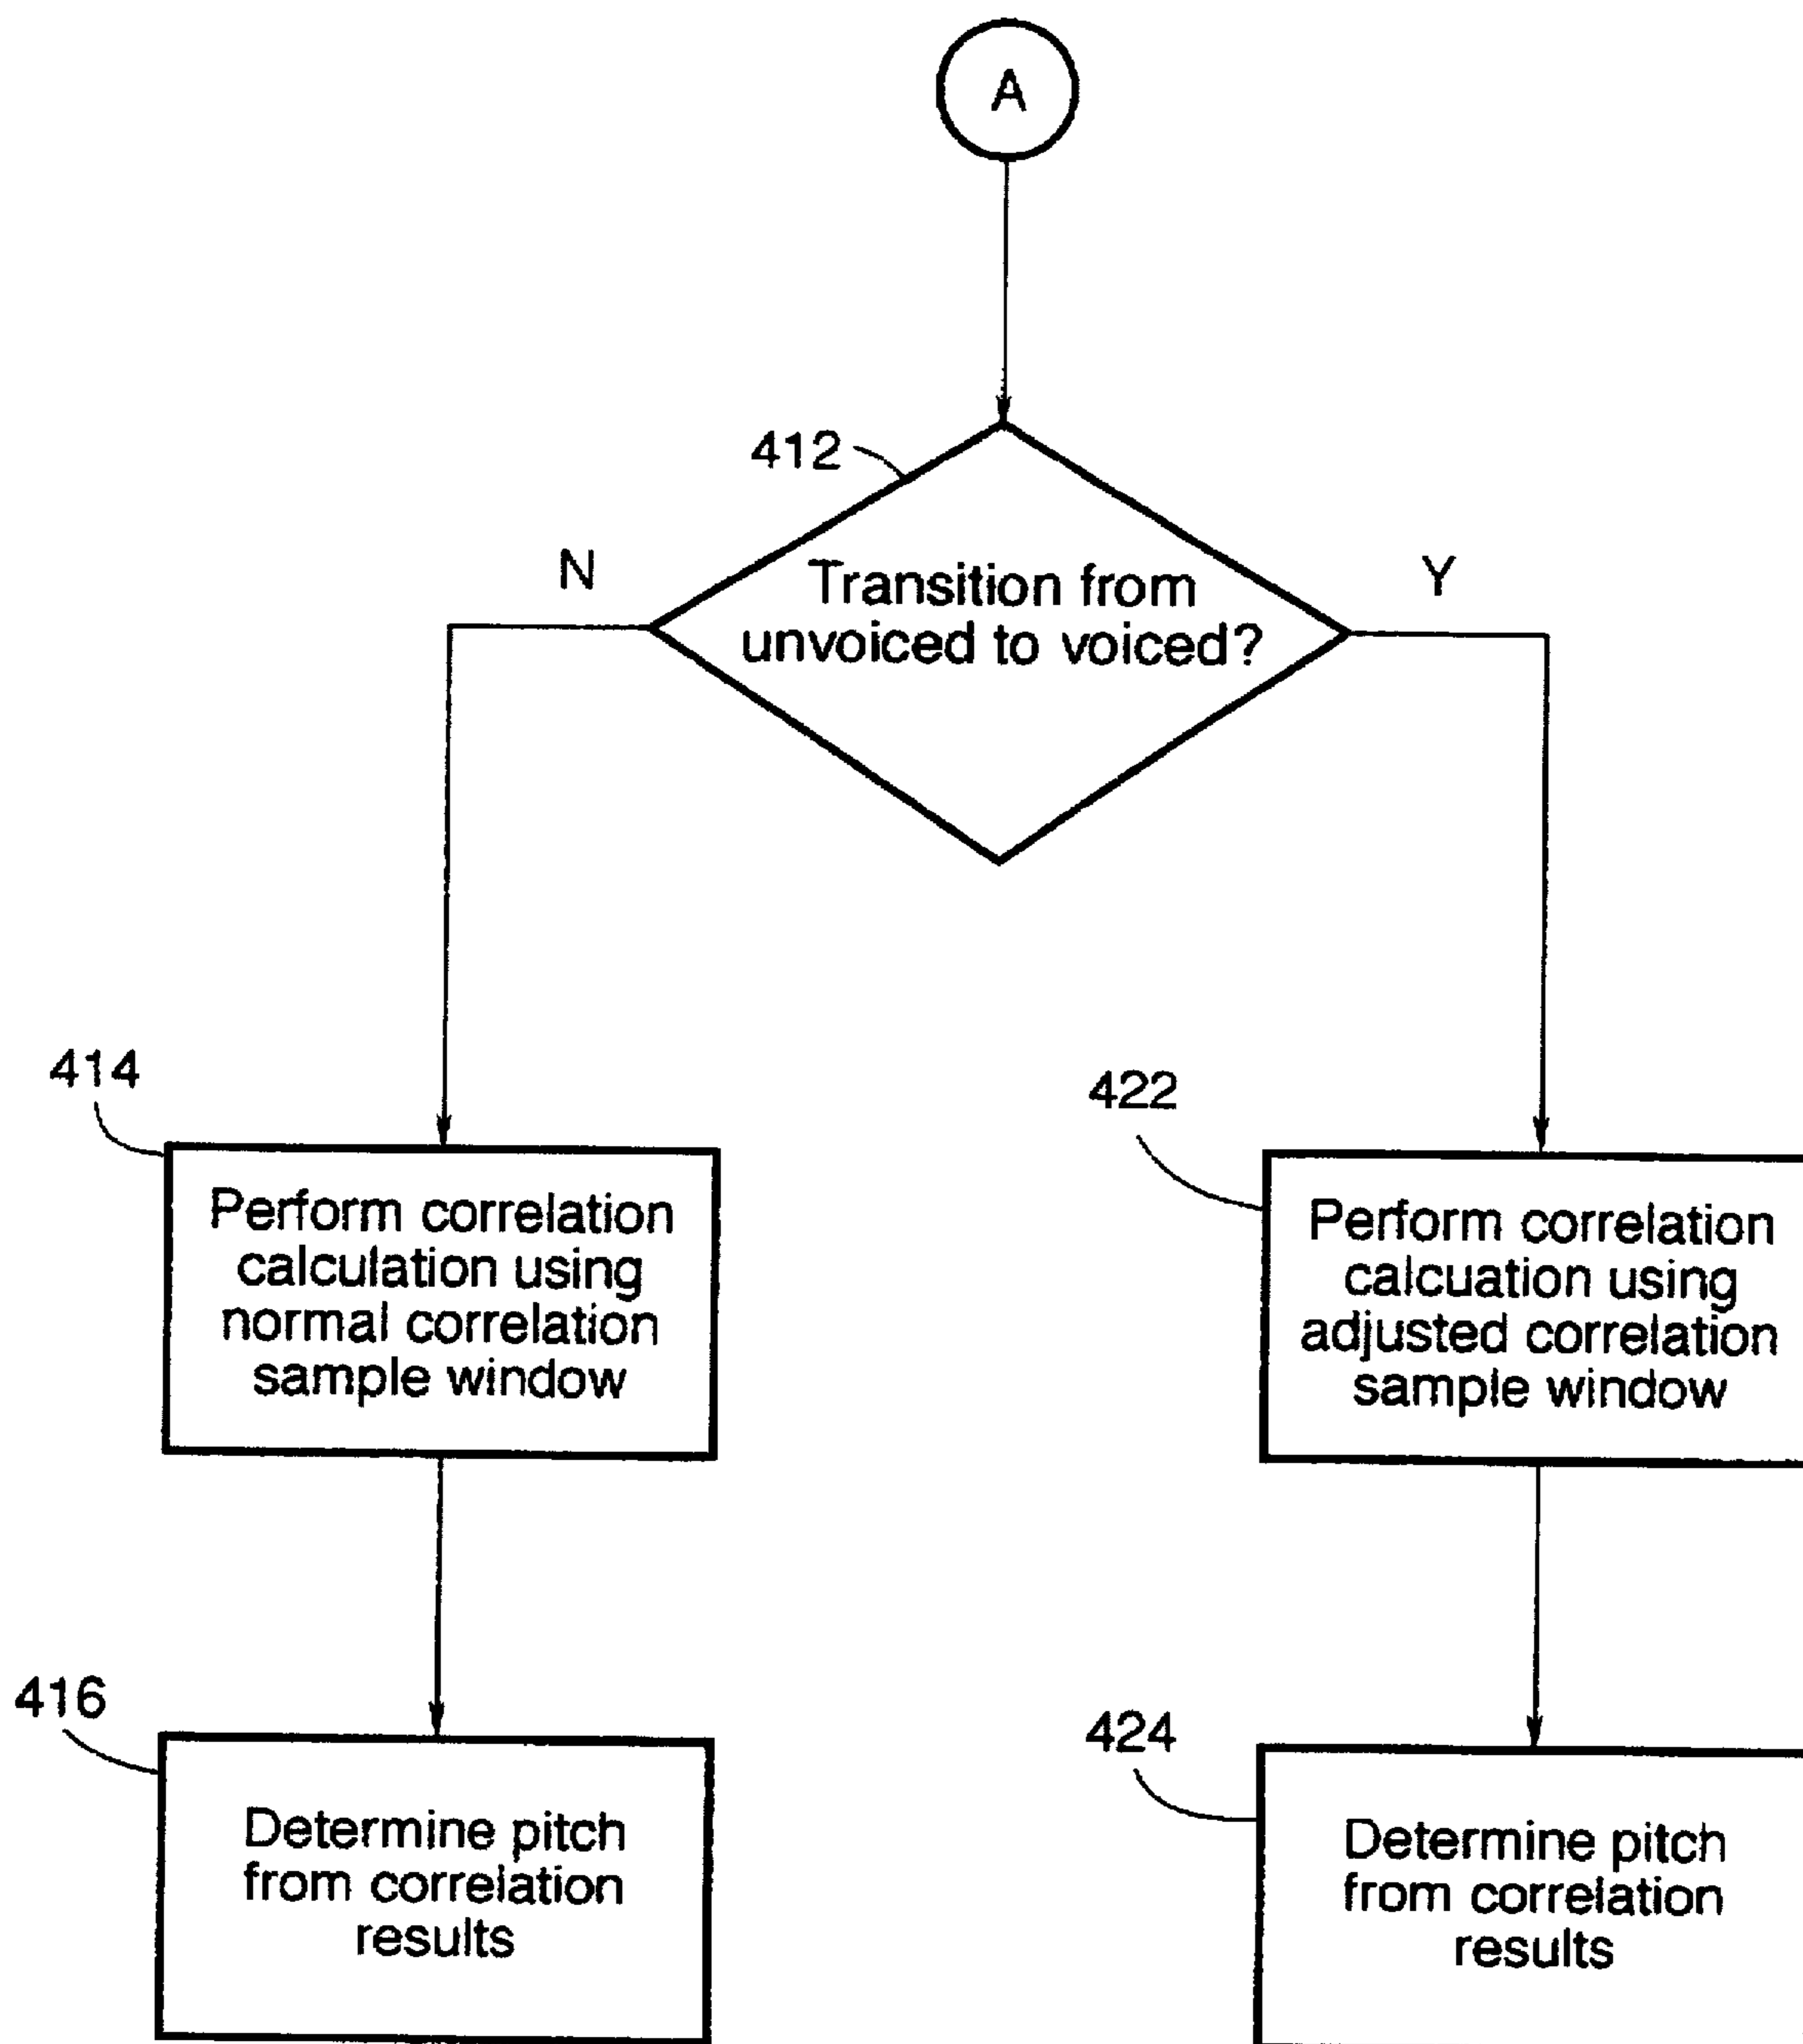 A
412
N
Transition from
unvoiced to voiced?
Y
414
Perform correlation
calculation using
normal correlation
sample window
422
Perform correlation
calcuation using
adjusted correlation
sample window
416
Determine pitch
from correlation
results
424
Determine pitch
from correlation
results